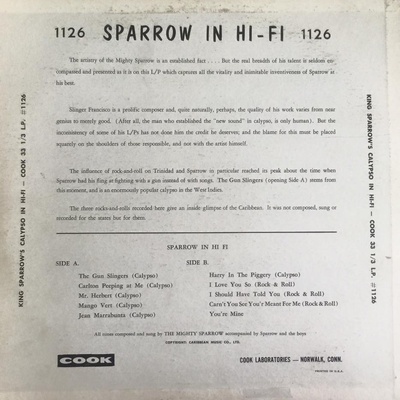 1126 SPARROW IN HI-FI 1126
The artistry of the Mighty Sparrow is an established fact . . . . But the real breadth of his talent is seldom en-
compassed and presented as it is on this L/P which captures all the vitality and inimitable inventiveness of Sparrow at
his best.
Slinger Francisco is a prolific composer and, quite naturally, perhaps, the quality of his work varies from near
genius to merely good. (After all, the man who established the "new sound" in calypso, is only human). But the
inconsistency of some of his L/Ps has not done him the credit he deserves; and the blame for this must be placed
squarely on the shoulders of those responsible, and not with the artist himself.
The influence of rock-and-roll on Trinidad and Sparrow in particular reached its peak about the time when
Sparrow had his fling at fighting with a gun instead of with songs. The Gun Slingers (opening Side A) stems from
this moment, and is an enormously popular calypso in the West Indies.
The three rocks-and-rolls recorded here give an inside glimpse of the Caribbean. It was not composed, sung or
recorded for the states but for there. . .
SPARROW IN HI FI
SIDE A. SIDE B.
The Gun Slingers (Calypso) Harry In The Piggery (Calypso)
Carlton Peeping at Me (Calypso) I Love You So (Rock & Roll)
Mr. Herbert (Calypso) I Should Have Told You (Rock & Roll)
Mango Vert (Calypso) Carn't You See You'r Meant For Me (Rock & Roll)
Jean Marrabunta (Calypso) You're Mine
All music composed and sung by THE MIGHTY SPARROW accompanied by Sparrow and the boys
COPYRIGHT: CARIBBEAN MUSIC CO., LTD.
COOK COOK LABORATORIES — NORWALK, CONN.
PRINTED IN U.S.A.
KING SPARROW'S CALYPSO IN HI-FI — COOK 33 1/3 L.P. #1126
KING SPARROW'S CALYPSO IN HI-FI — COOK 33 1/3 L.P. #1126